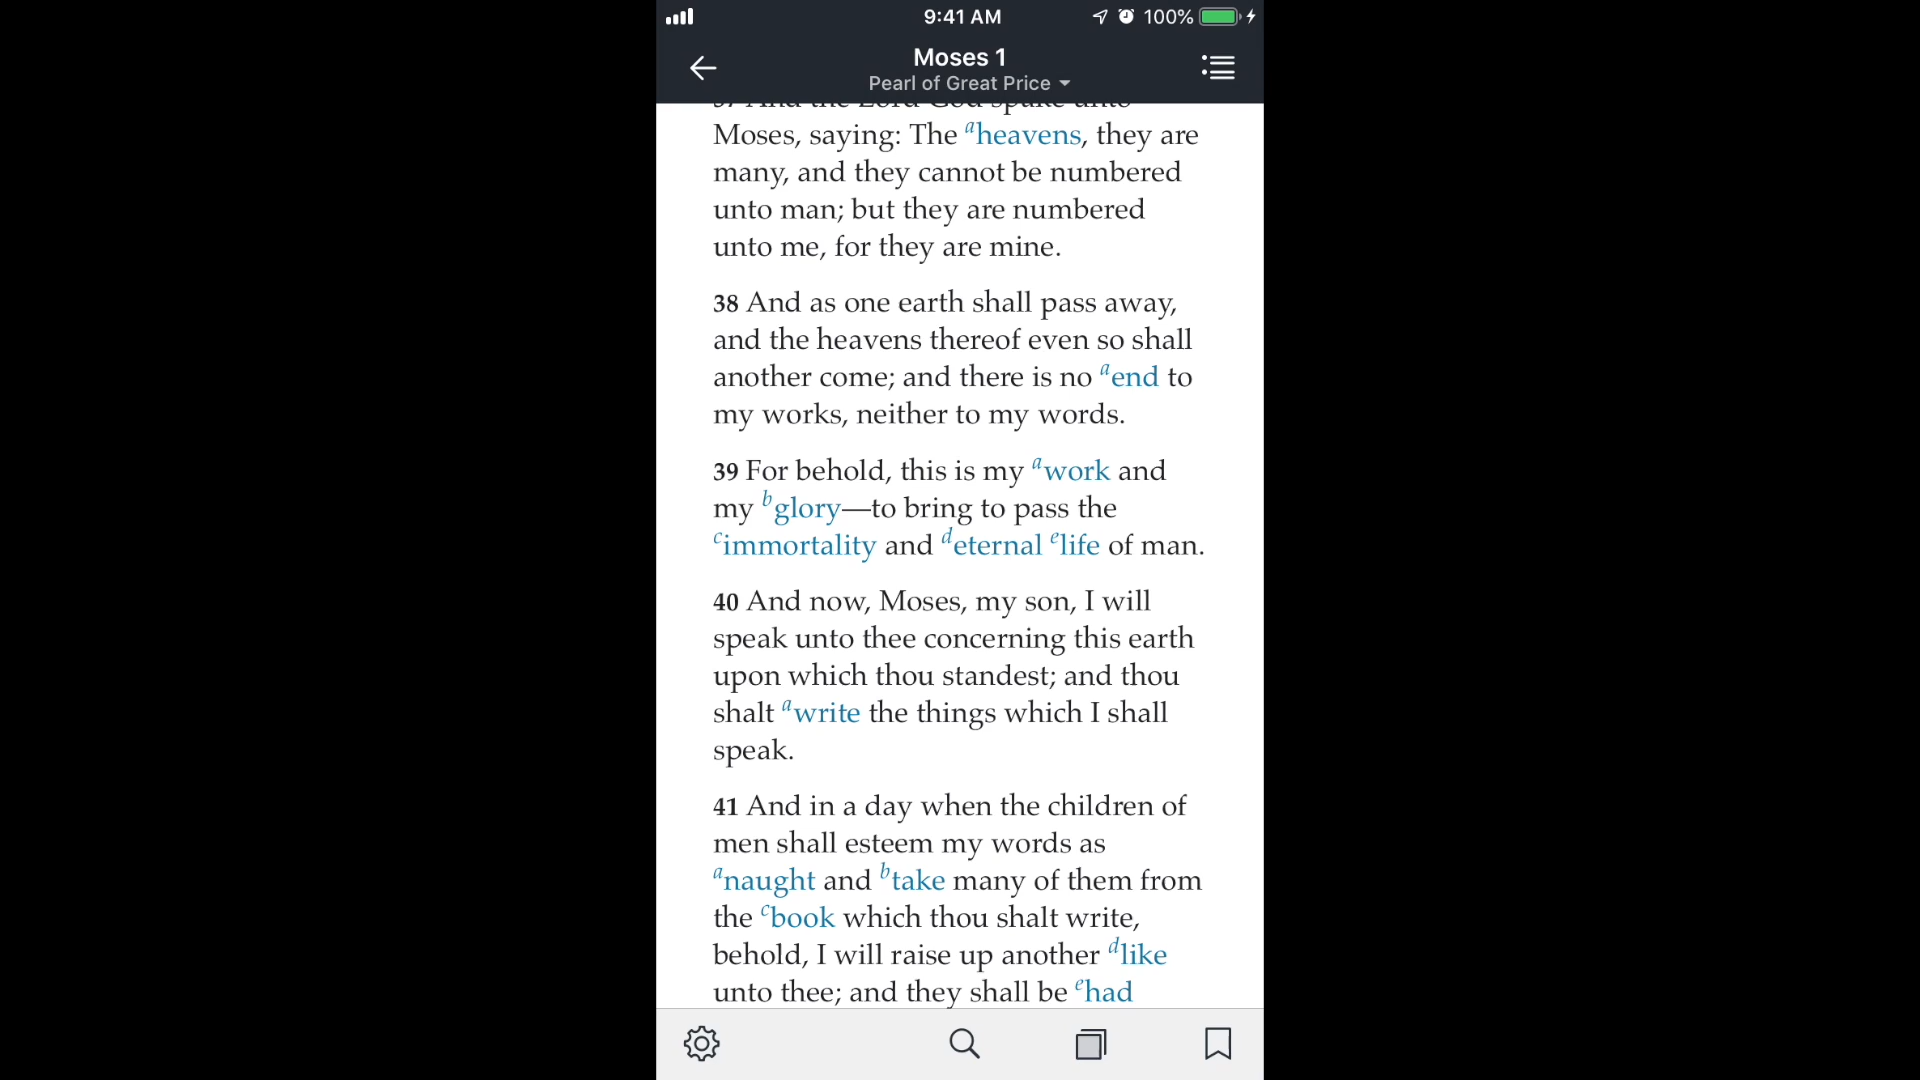 9:41 AM
100%
Moses 1
Pearl of Great Price
37 And the Lord God spake unto
Moses, saying: The aheavens, they are
many, and they cannot be numbered
unto man; but they are numbered
unto me, for they are mine.
38 And as one earth shall pass away,
and the heavens thereof even so shall
another come; and there is no aend to
my works, neither to my words.
39 For behold, this is my awork and
my bglory—to bring to pass the
cimmortality and deternal elife of man.
40 And now, Moses, my son, I will
speak unto thee concerning this earth
upon which thou standest; and thou
shalt awrite the things which I shall
speak.
41 And in a day when the children of
men shall esteem my words as
anaught and btake many of them from
the cbook which thou shalt write,
behold, I will raise up another dlike
unto thee; and they shall be ehad